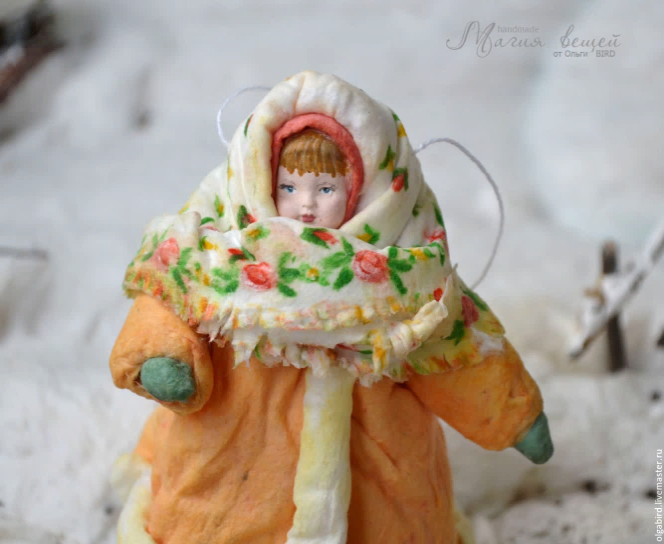 handmade
Магия вещей
от Ольги BIRD
olgabird.livemaster.ru